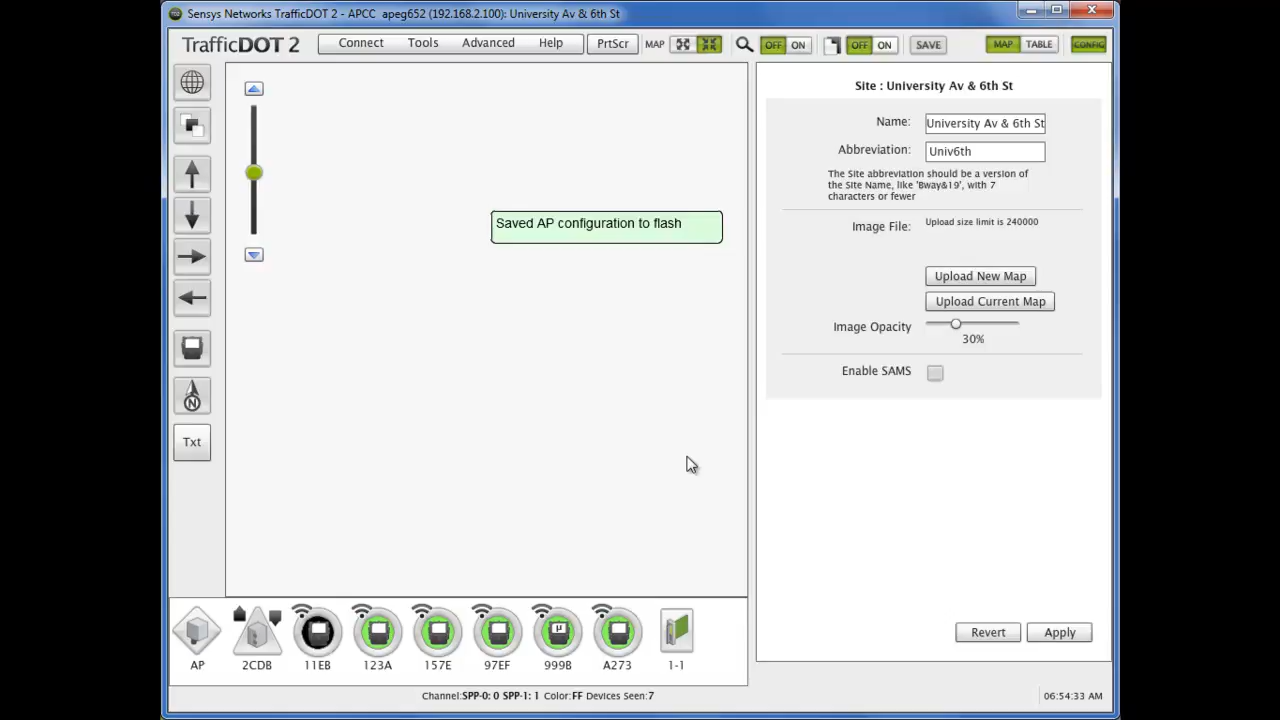 Sensys Networks TrafficDOT 2 - APCC apeg652 (192.168.2.100): University Av & 6th St
TrafficDOT 2
Connect Tools Advanced Help PrtScr MAP OFF ON OFF ON SAVE MAP TABLE CONFIG
Site : University Av & 6th St
Name: University Av & 6th St
Abbreviation: Univ6th
The Site abbreviation should be a version of
the Site Name, like 'Bway&19', with 7
characters or fewer
Image File: Upload size limit is 240000
Saved AP configuration to flash
Upload New Map
Upload Current Map
Image Opacity
30%
Enable SAMS
N
Txt
Revert Apply
µ
AP 2CDB 11EB 123A 157E 97EF 999B A273 1-1
Channel:SPP-0: 0 SPP-1: 1 Color:FF Devices Seen:7
06:54:33 AM